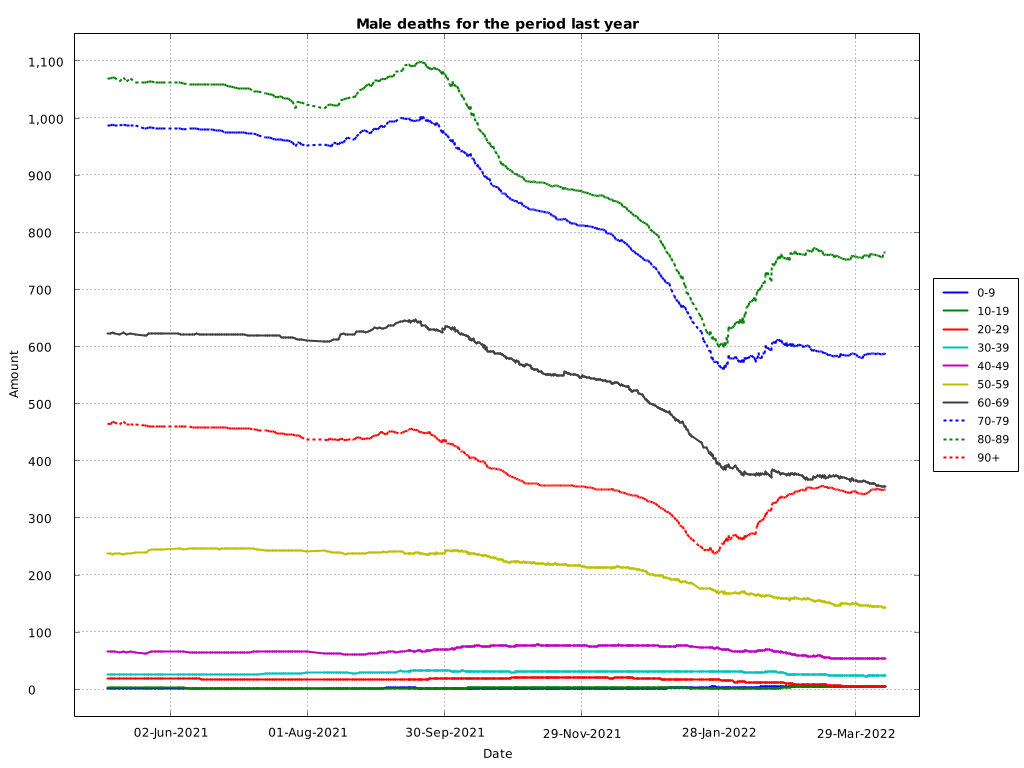 Male deaths for the period last year
1,100
1,000
900
800
700
600
500
400
300
200
100
0
Amount
02-Jun-2021
01-Aug-2021
30-Sep-2021
29-Nov-2021
28-Jan-2022
29-Mar-2022
Date
0-9
10-19
20-29
30-39
40-49
50-59
60-69
70-79
80-89
90+